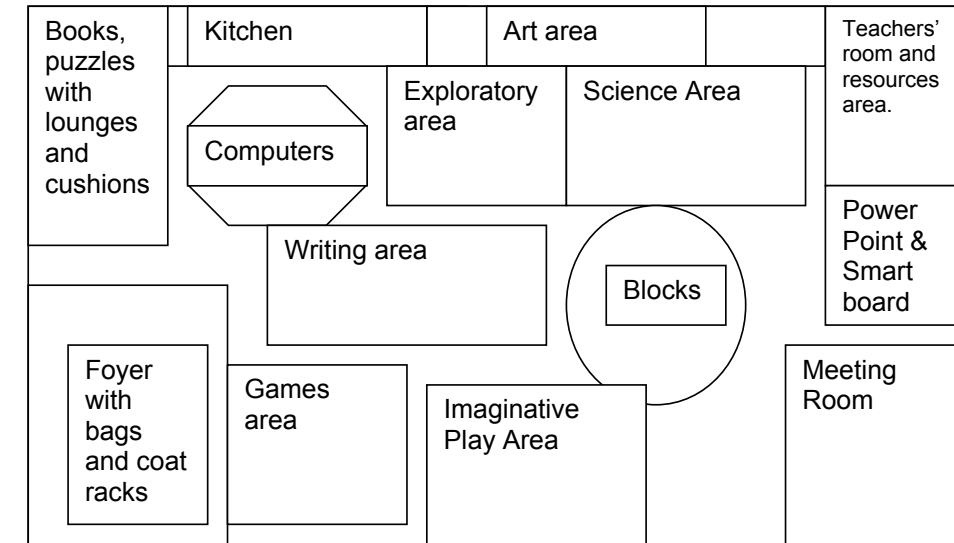 Books,
puzzles
with
lounges
and
cushions
Kitchen
Art area
Teachers’
room and
resources
area.
Exploratory
area
Science Area
Computers
Power
Point &
Smart
board
Writing area
Blocks
Foyer
with
bags
and coat
racks
Games
area
Imaginative
Play Area
Meeting
Room